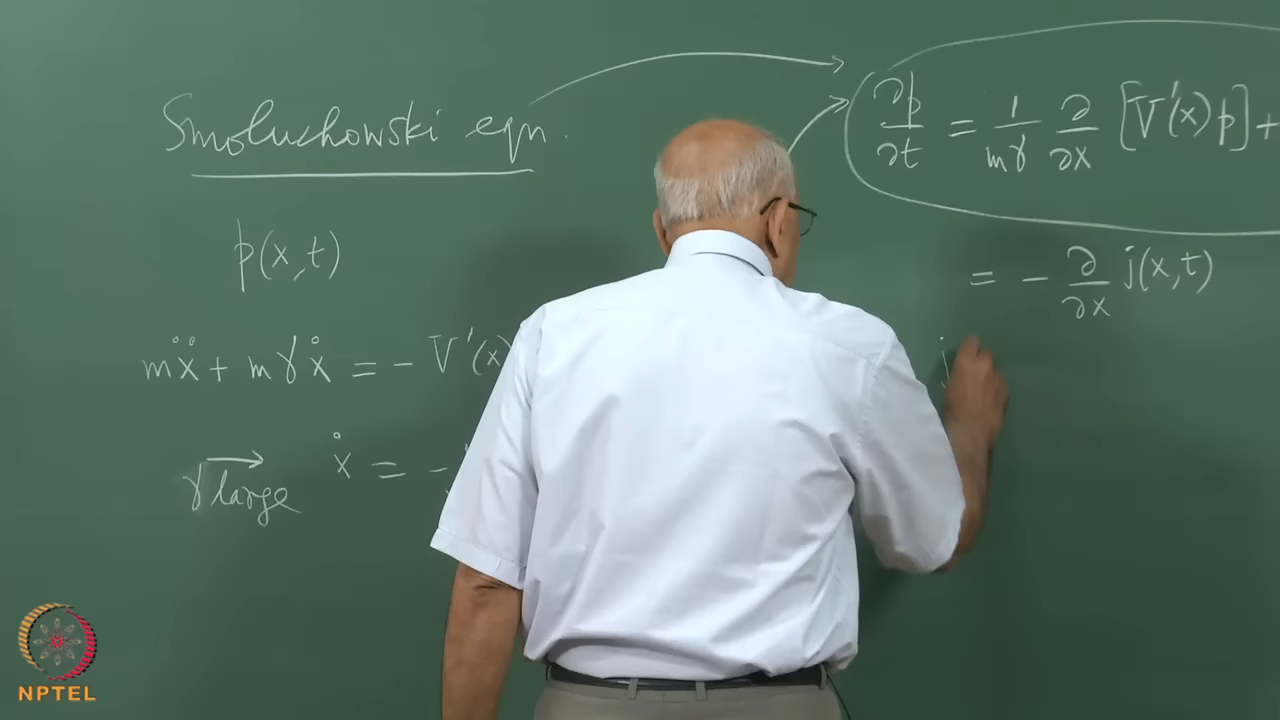 Smoluchowski eqn.
∂p/∂t = 1/mγ ∂/∂x [V'(x)p] +
p(x,t)
= - ∂/∂x j(x,t)
mẍ + mγẋ = - V'(x)
j
γ large → ẋ = -
NPTEL